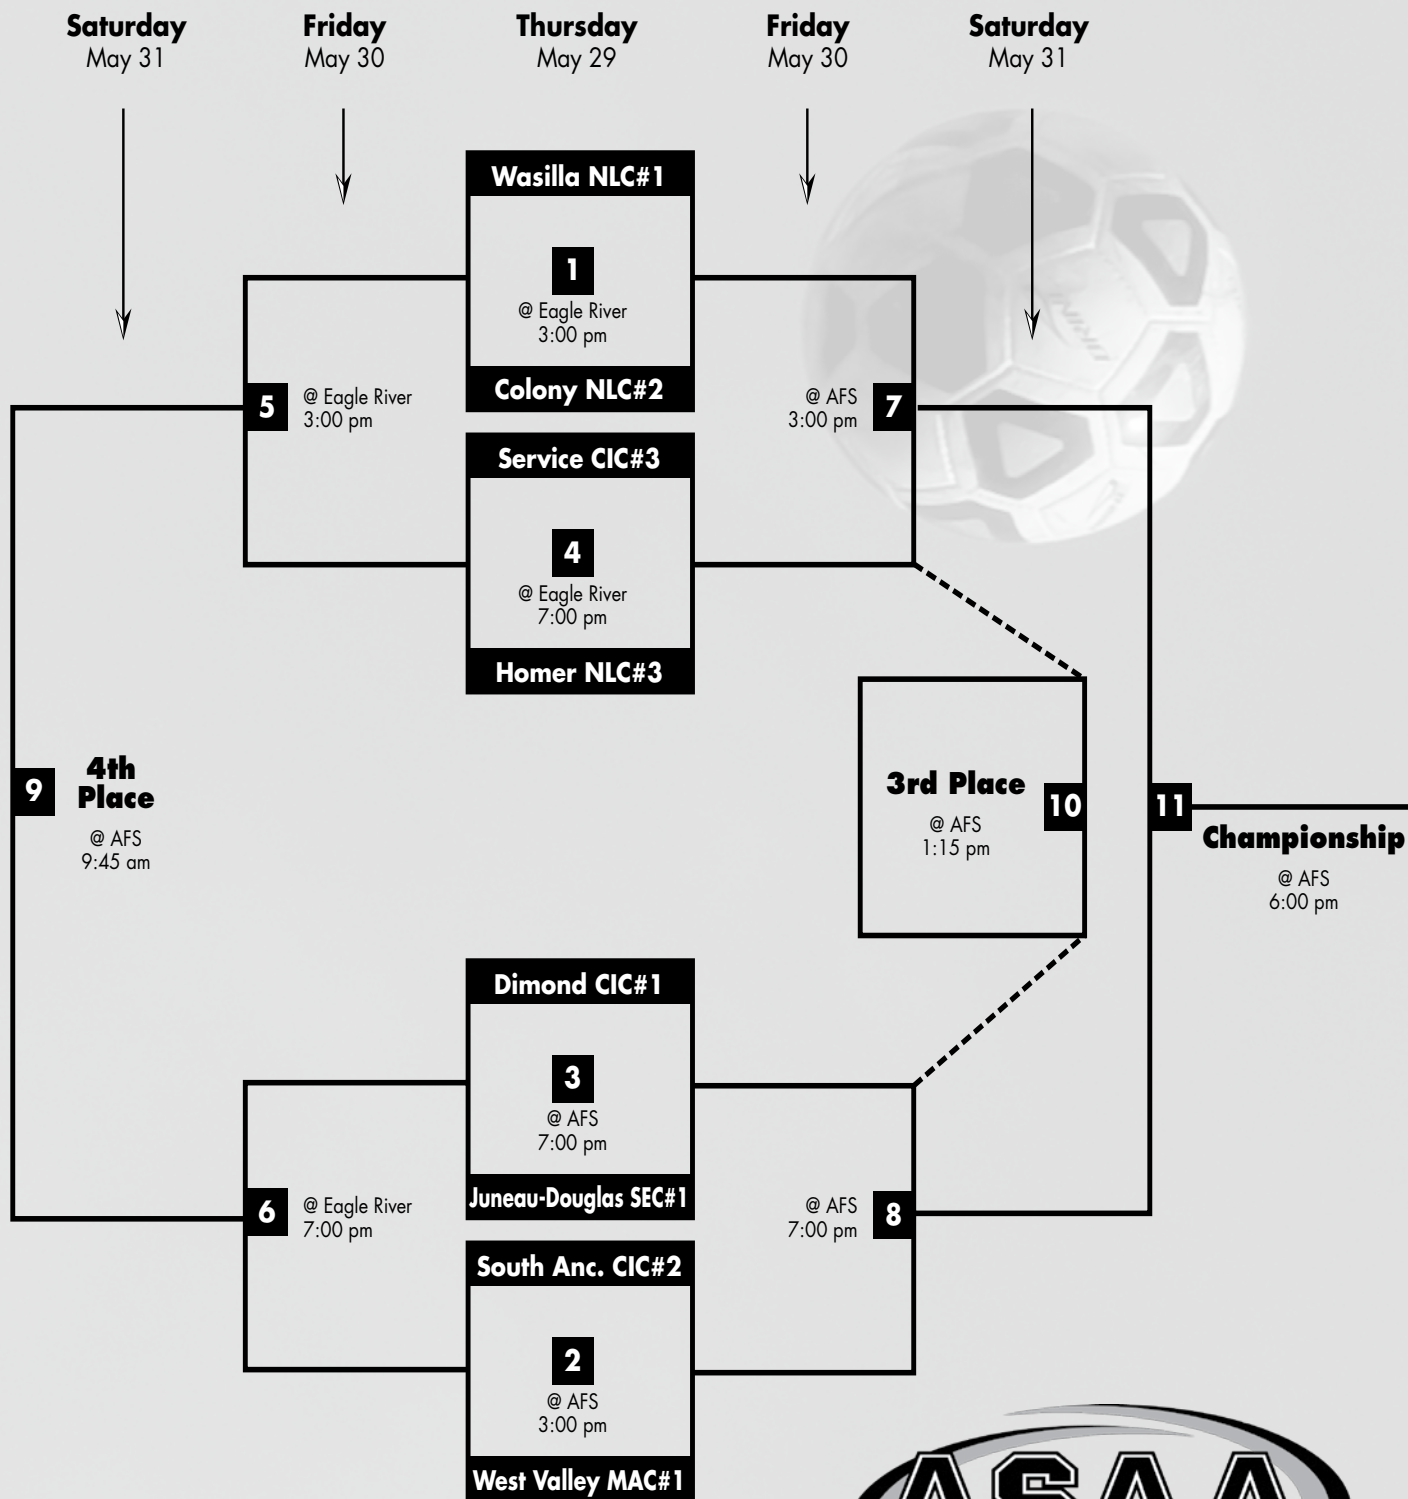 Saturday
May 31
Friday
May 30
Thursday
May 29
Friday
May 30
Saturday
May 31
Wasilla NLC#1
1
@ Eagle River
3:00 pm
Colony NLC#2
5
@ Eagle River
3:00 pm
@ AFS
3:00 pm
7
Service CIC#3
4
@ Eagle River
7:00 pm
Homer NLC#3
9
4th
Place
@ AFS
9:45 am
3rd Place
@ AFS
1:15 pm
10
11
Championship
@ AFS
6:00 pm
Dimond CIC#1
3
@ AFS
7:00 pm
Juneau-Douglas SEC#1
6
@ Eagle River
7:00 pm
@ AFS
7:00 pm
8
South Anc. CIC#2
2
@ AFS
3:00 pm
West Valley MAC#1
ASAA